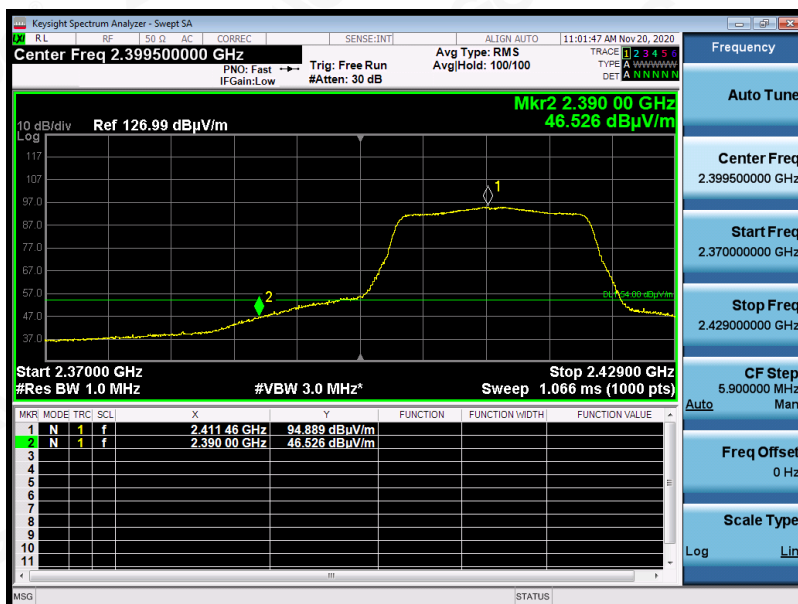 Keysight Spectrum Analyzer - Swept SA
LXI RL RF 50 Ω AC CORREC SENSE:INT ALIGN AUTO 11:01:47 AM Nov 20, 2020
Center Freq 2.399500000 GHz
PNO: Fast
IFGain:Low
Trig: Free Run
#Atten: 30 dB
Avg Type: RMS
Avg|Hold: 100/100
TRACE 1 2 3 4 5 6
TYPE A WWWWW
DET A N N N N N
Mkr2 2.390 00 GHz
46.526 dBµV/m
10 dB/div Ref 126.99 dBµV/m
Log
117
107
97.0
87.0
77.0
67.0
57.0
47.0
37.0
1
2
DL1 54.00 dBµV/m
Start 2.37000 GHz Stop 2.42900 GHz
#Res BW 1.0 MHz #VBW 3.0 MHz* Sweep 1.066 ms (1000 pts)
MKR MODE TRC SCL X Y FUNCTION FUNCTION WIDTH FUNCTION VALUE
1 N 1 f 2.411 46 GHz 94.889 dBµV/m
2 N 1 f 2.390 00 GHz 46.526 dBµV/m
3
4
5
6
7
8
9
10
11
MSG STATUS
Frequency
Auto Tune
Center Freq
2.399500000 GHz
Start Freq
2.370000000 GHz
Stop Freq
2.429000000 GHz
CF Step
5.900000 MHz
Auto Man
Freq Offset
0 Hz
Scale Type
Log Lin